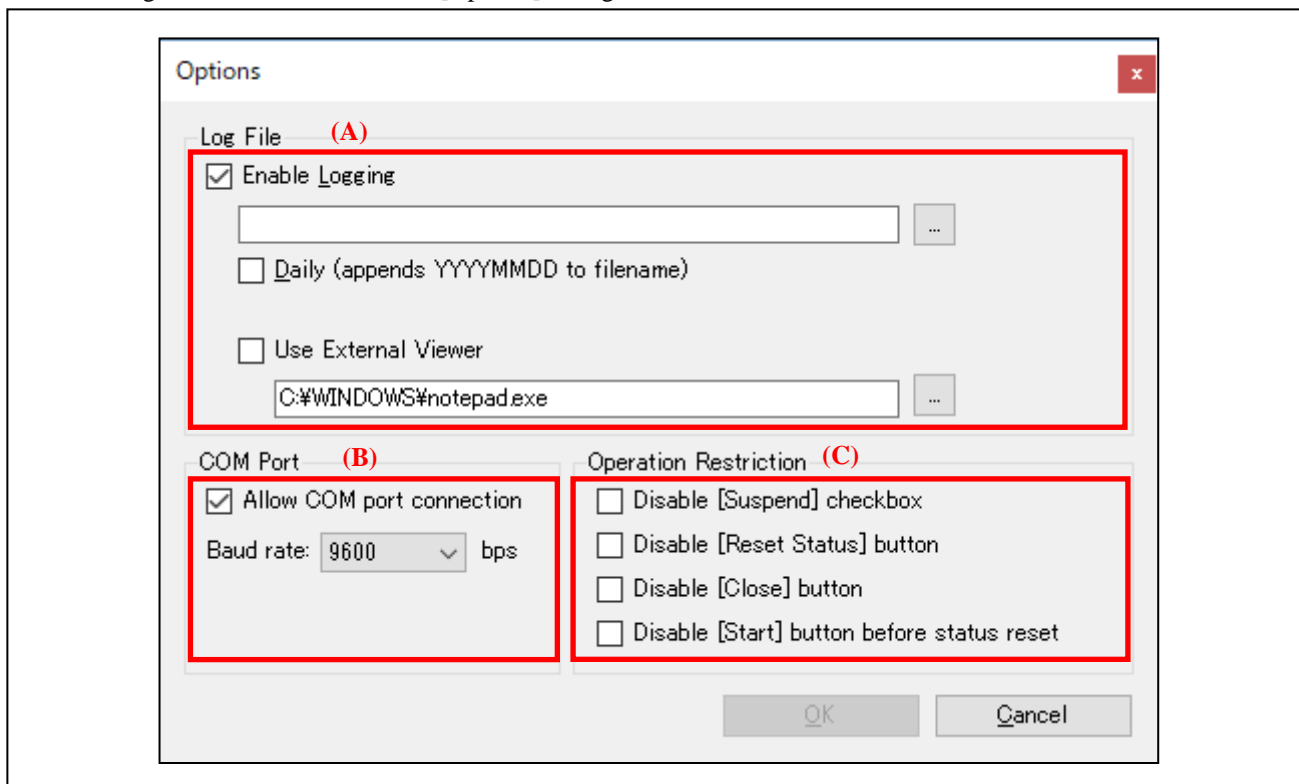 Options
x
Log File (A)
Enable Logging
...
Daily (appends YYYYMMDD to filename)
Use External Viewer
C:¥WINDOWS¥notepad.exe
...
COM Port (B)
Allow COM port connection
Baud rate: 9600 bps
Operation Restriction (C)
Disable [Suspend] checkbox
Disable [Reset Status] button
Disable [Close] button
Disable [Start] button before status reset
OK
Cancel